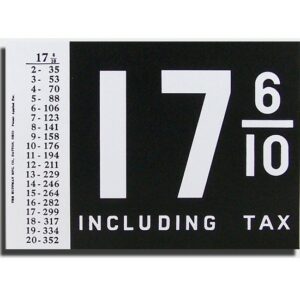 17 6/10
2 - 35
3 - 53
4 - 70
5 - 88
6 - 106
7 - 123
8 - 141
9 - 158
10 - 176
11 - 194
12 - 211
13 - 229
14 - 246
15 - 264
16 - 282
17 - 299
18 - 317
19 - 334
20 - 352
17 6/10
INCLUDING TAX